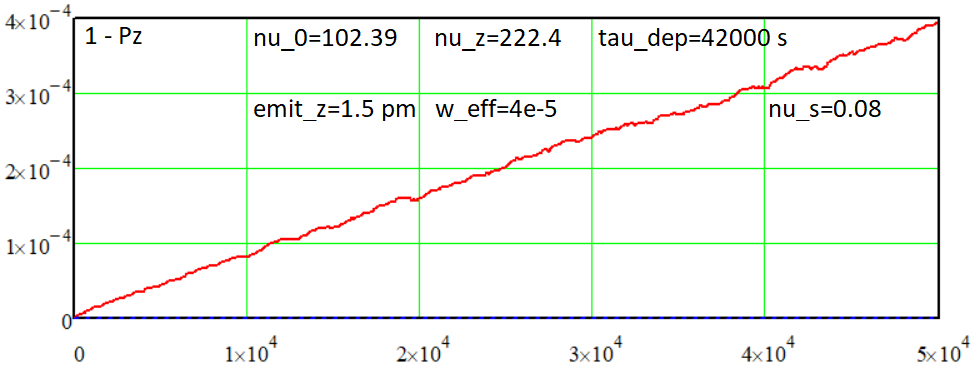 4×10⁻⁴
1 - Pz nu_0=102.39 nu_z=222.4 tau_dep=42000 s
3×10⁻⁴
emit_z=1.5 pm w_eff=4e-5 nu_s=0.08
2×10⁻⁴
1×10⁻⁴
0
0 1×10⁴ 2×10⁴ 3×10⁴ 4×10⁴ 5×10⁴